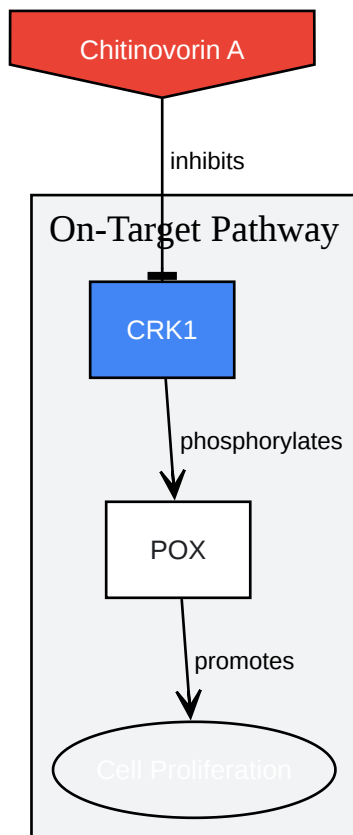 Chitinovorin A
inhibits
On-Target Pathway
CRK1
phosphorylates
POX
promotes
Cell Proliferation